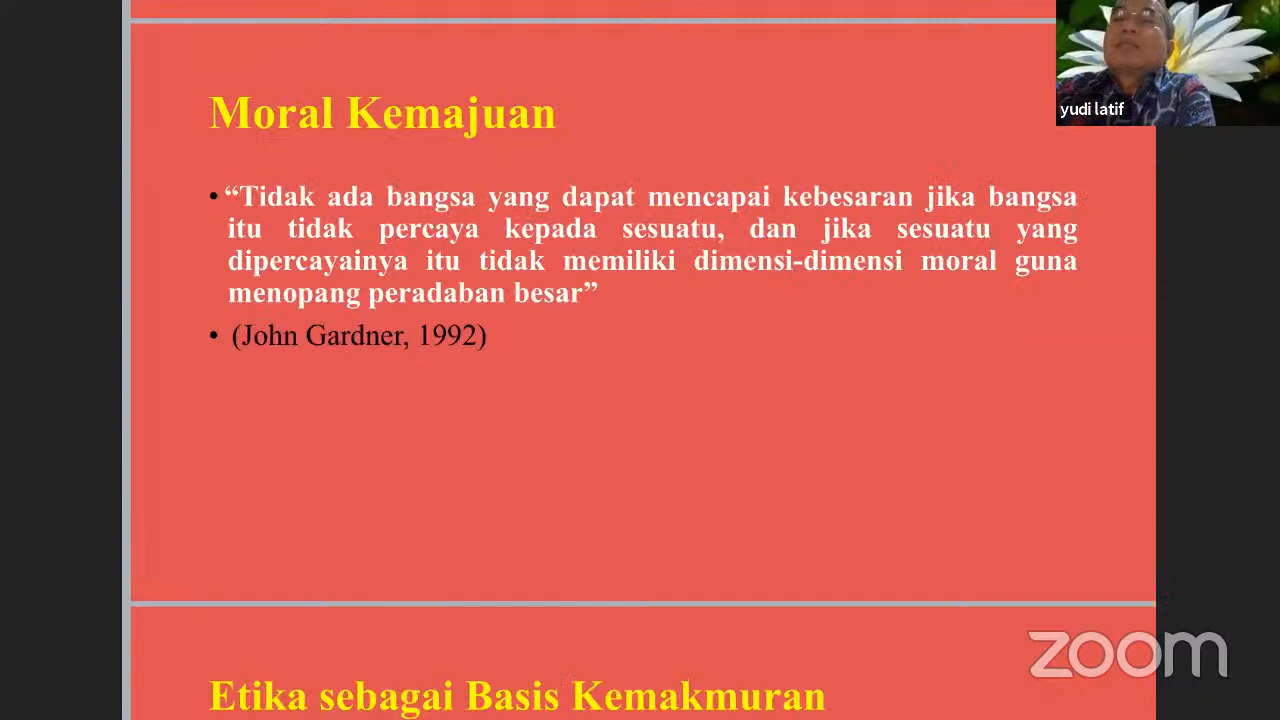 yudi latif
Moral Kemajuan
• “Tidak ada bangsa yang dapat mencapai kebesaran jika bangsa
itu tidak percaya kepada sesuatu, dan jika sesuatu yang
dipercayainya itu tidak memiliki dimensi-dimensi moral guna
menopang peradaban besar”
• (John Gardner, 1992)
zoom
Etika sebagai Basis Kemakmuran